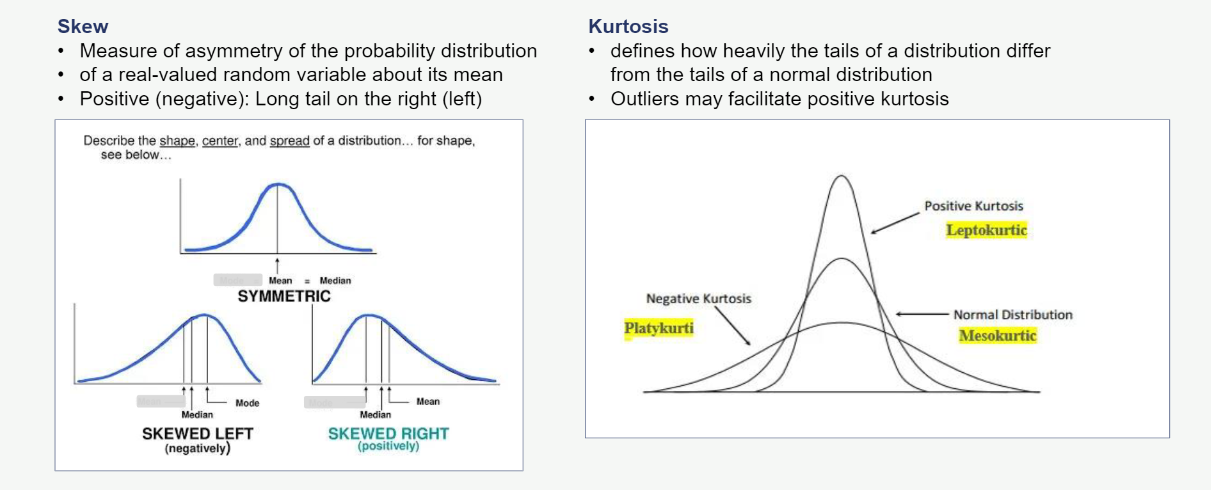 Skew
• Measure of asymmetry of the probability distribution
• of a real-valued random variable about its mean
• Positive (negative): Long tail on the right (left)
Describe the shape, center, and spread of a distribution... for shape,
see below...
Mean = Median
SYMMETRIC
Mode
Median
SKEWED LEFT
(negatively)
Mean
Median
SKEWED RIGHT
(positively)
Kurtosis
• defines how heavily the tails of a distribution differ
from the tails of a normal distribution
• Outliers may facilitate positive kurtosis
Positive Kurtosis
Leptokurtic
Negative Kurtosis
Platykurti
Normal Distribution
Mesokurtic